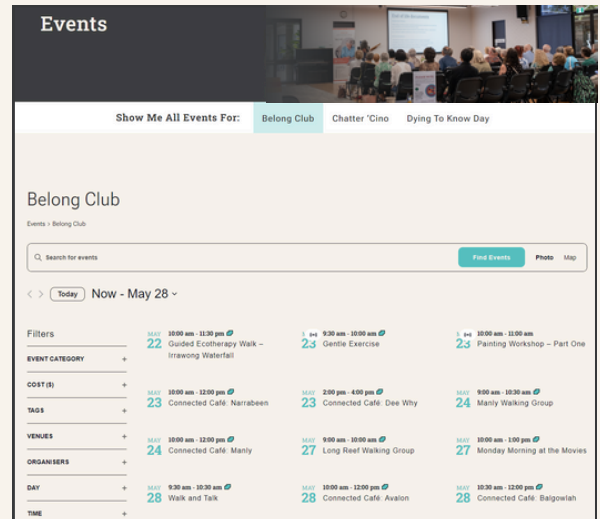 Events
Show Me All Events For: Belong Club Chatter 'Cino Dying To Know Day
Belong Club
Events > Belong Club
Search for events Find Events Photo Map
Today Now - May 28
Filters
EVENT CATEGORY +
COST ($) +
TAGS +
VENUES +
ORGANISERS +
DAY +
TIME +
MAY 10:00 am - 11:30 pm
22 Guided Ecotherapy Walk –
Irrawong Waterfall
9:30 am - 10:00 am
23 Gentle Exercise
10:00 am - 11:00 am
23 Painting Workshop – Part One
MAY 10:00 am - 12:00 pm
23 Connected Café: Narrabeen
MAY 2:00 pm - 4:00 pm
23 Connected Café: Dee Why
MAY 9:00 am - 10:30 am
24 Manly Walking Group
MAY 10:00 am - 12:00 pm
24 Connected Café: Manly
MAY 9:00 am - 10:00 am
27 Long Reef Walking Group
MAY 10:00 am - 1:00 pm
27 Monday Morning at the Movies
MAY 9:30 am - 10:30 am
28 Walk and Talk
MAY 10:00 am - 12:00 pm
28 Connected Café: Avalon
MAY 10:30 am - 12:00 pm
28 Connected Café: Balgowlah